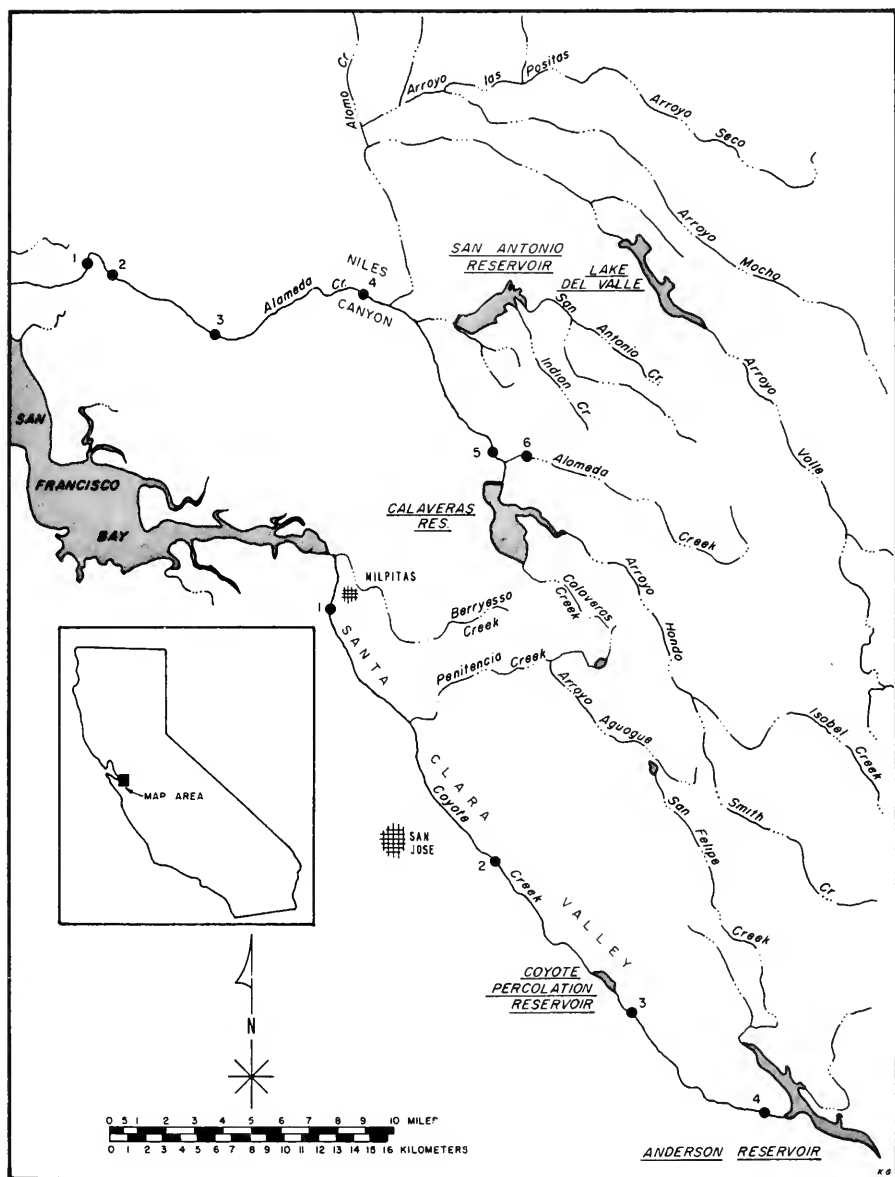 Alamo Cr
Arroyo las Positas
Arroyo Seco
Arroyo Mocho
SAN ANTONIO
RESERVOIR
LAKE
DEL VALLE
NILES
CANYON
1
2
3
4
Alameda Cr.
San Antonio Cr.
Indian Cr
Arroyo Valle
SAN
FRANCISCO
BAY
5
6
Alameda Creek
CALAVERAS
RES.
MILPITAS
1
Berryesso
Creek
Calaveras
Creek
Arroyo Hondo
Penitencia Creek
Arroyo Aguague
Isabel Creek
SANTA CLARA VALLEY
Coyote Creek
SAN
JOSE
2
San Felipe Creek
Smith Cr.
MAP AREA
COYOTE
PERCOLATION
RESERVOIR
3
4
N
0 .5 1 2 3 4 5 6 7 8 9 10 MILES
0 1 2 3 4 5 6 7 8 9 10 11 12 13 14 15 16 KILOMETERS
ANDERSON RESERVOIR
KG